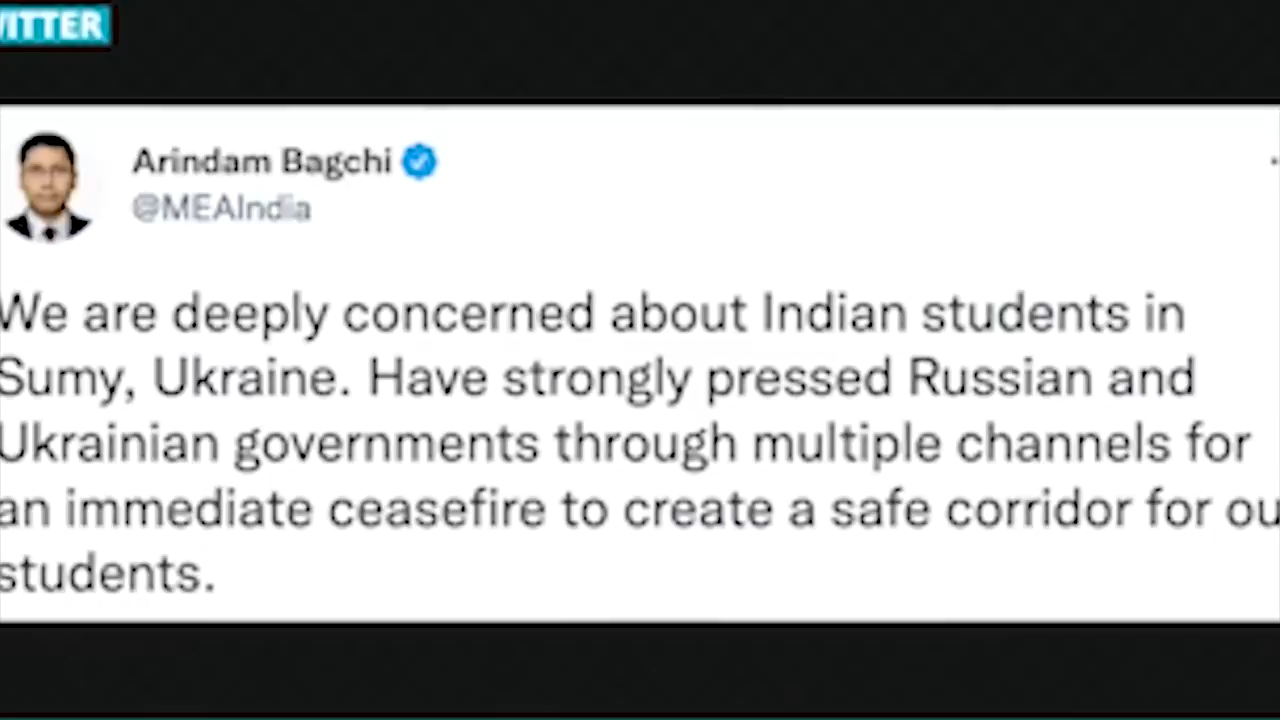 WITTER
Arindam Bagchi
@MEAIndia
We are deeply concerned about Indian students in
Sumy, Ukraine. Have strongly pressed Russian and
Ukrainian governments through multiple channels for
an immediate ceasefire to create a safe corridor for ou
students.